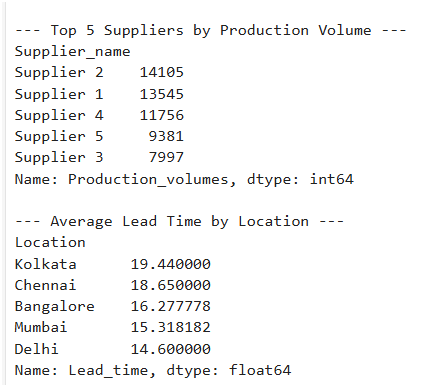 --- Top 5 Suppliers by Production Volume ---
Supplier_name
Supplier 2    14105
Supplier 1    13545
Supplier 4    11756
Supplier 5     9381
Supplier 3     7997
Name: Production_volumes, dtype: int64
--- Average Lead Time by Location ---
Location
Kolkata      19.440000
Chennai      18.650000
Bangalore    16.277778
Mumbai       15.318182
Delhi        14.600000
Name: Lead_time, dtype: float64